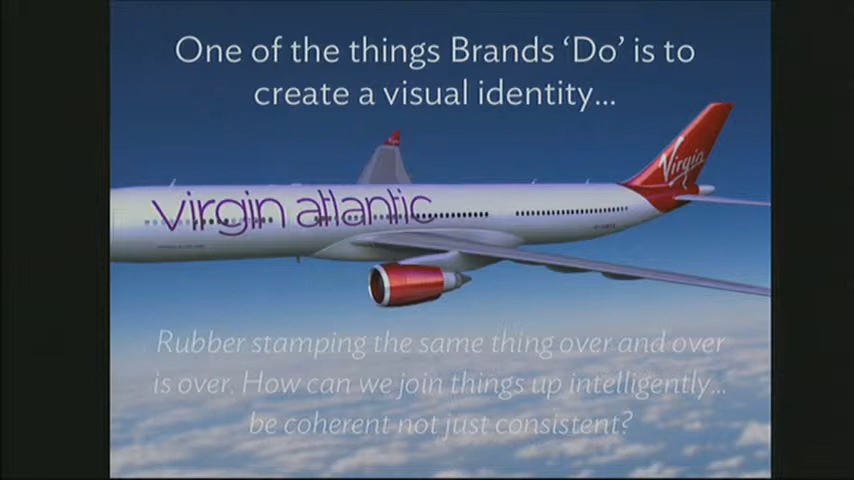 One of the things Brands ‘Do’ is to
create a visual identity...
Virgin
virgin atlantic
Rubber stamping the same thing over and over
is over. How can we join things up intelligently...
be coherent not just consistent?